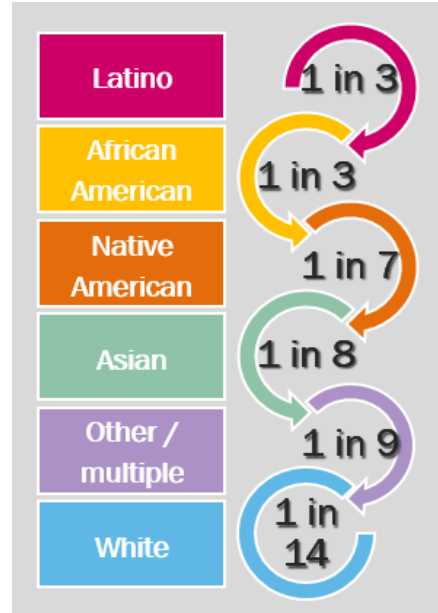 Latino
1 in 3
African
American
1 in 3
Native
American
1 in 7
Asian
1 in 8
Other /
multiple
1 in 9
White
1 in
14